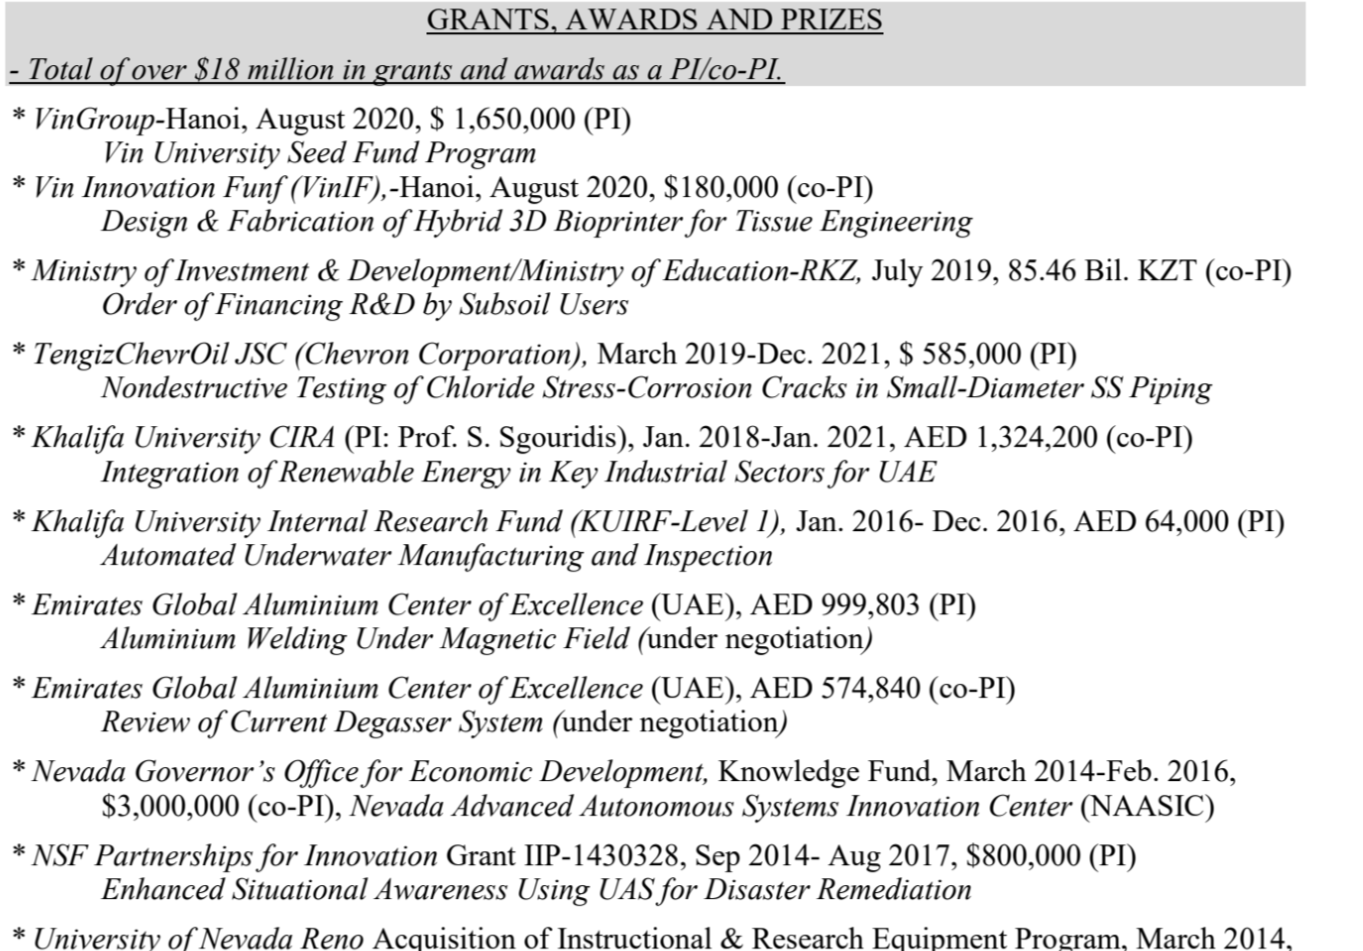 GRANTS, AWARDS AND PRIZES
- Total of over $18 million in grants and awards as a PI/co-PI.
* VinGroup-Hanoi, August 2020, $ 1,650,000 (PI)
Vin University Seed Fund Program
* Vin Innovation Funf (VinIF),-Hanoi, August 2020, $180,000 (co-PI)
Design & Fabrication of Hybrid 3D Bioprinter for Tissue Engineering
* Ministry of Investment & Development/Ministry of Education-RKZ, July 2019, 85.46 Bil. KZT (co-PI)
Order of Financing R&D by Subsoil Users
* TengizChevrOil JSC (Chevron Corporation), March 2019-Dec. 2021, $ 585,000 (PI)
Nondestructive Testing of Chloride Stress-Corrosion Cracks in Small-Diameter SS Piping
* Khalifa University CIRA (PI: Prof. S. Sgouridis), Jan. 2018-Jan. 2021, AED 1,324,200 (co-PI)
Integration of Renewable Energy in Key Industrial Sectors for UAE
* Khalifa University Internal Research Fund (KUIRF-Level 1), Jan. 2016- Dec. 2016, AED 64,000 (PI)
Automated Underwater Manufacturing and Inspection
* Emirates Global Aluminium Center of Excellence (UAE), AED 999,803 (PI)
Aluminium Welding Under Magnetic Field (under negotiation)
* Emirates Global Aluminium Center of Excellence (UAE), AED 574,840 (co-PI)
Review of Current Degasser System (under negotiation)
* Nevada Governor’s Office for Economic Development, Knowledge Fund, March 2014-Feb. 2016,
$3,000,000 (co-PI), Nevada Advanced Autonomous Systems Innovation Center (NAASIC)
* NSF Partnerships for Innovation Grant IIP-1430328, Sep 2014- Aug 2017, $800,000 (PI)
Enhanced Situational Awareness Using UAS for Disaster Remediation
* University of Nevada Reno Acquisition of Instructional & Research Equipment Program, March 2014,